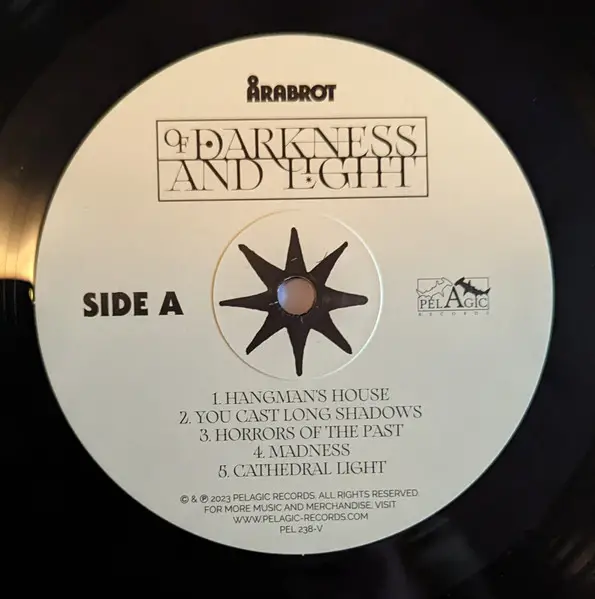 ÅRABROT
OF DARKNESS
AND LIGHT
SIDE A
PELAGIC
RECORDS
1. HANGMAN'S HOUSE
2. YOU CAST LONG SHADOWS
3. HORRORS OF THE PAST
4. MADNESS
5. CATHEDRAL LIGHT
© & ℗ 2023 PELAGIC RECORDS. ALL RIGHTS RESERVED.
FOR MORE MUSIC AND MERCHANDISE, VISIT
WWW.PELAGIC-RECORDS.COM
PEL 238-V